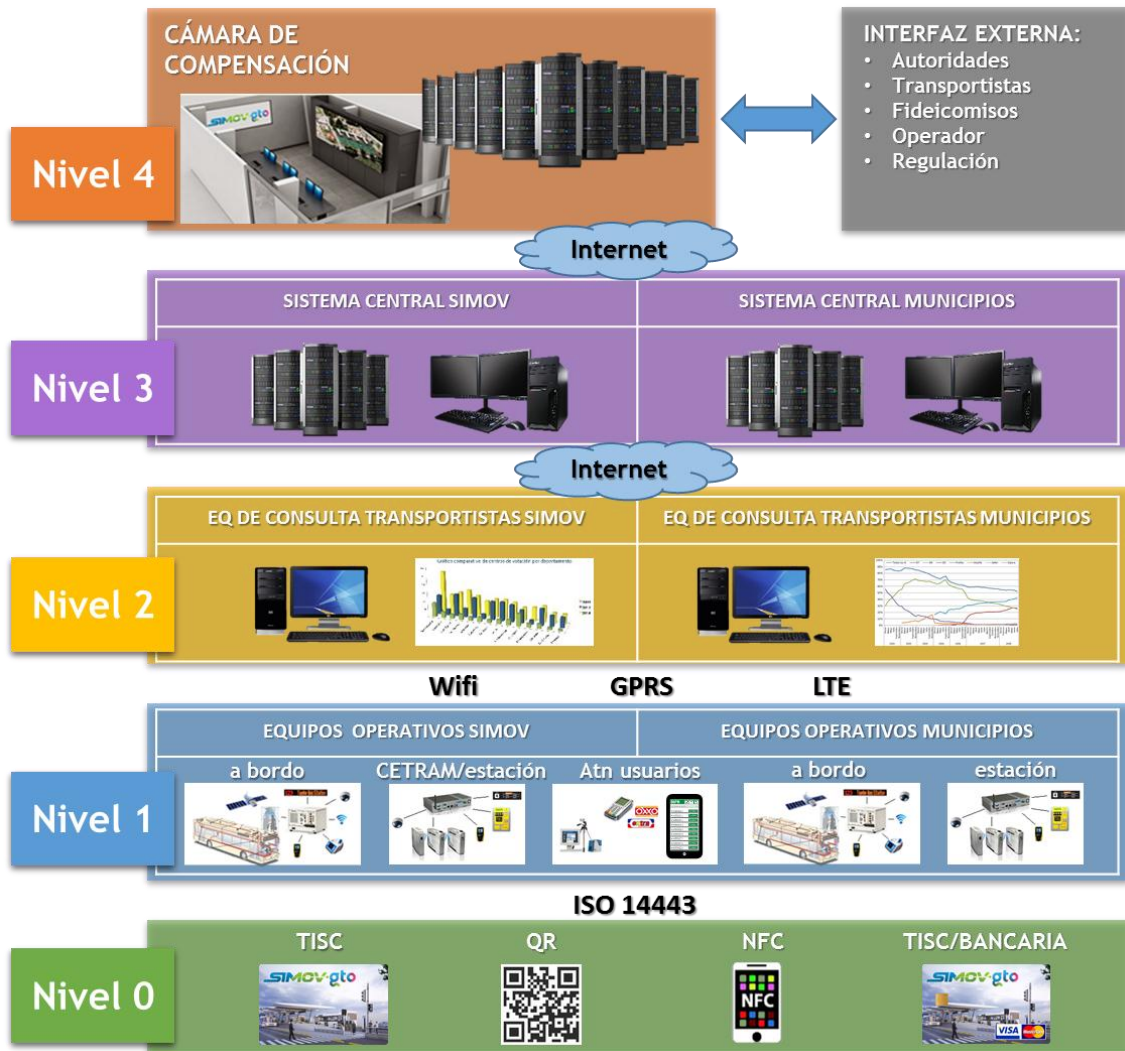 CÁMARA DE
COMPENSACIÓN
SIMOV-gto
Nivel 4
INTERFAZ EXTERNA:
• Autoridades
• Transportistas
• Fideicomisos
• Operador
• Regulación
Internet
SISTEMA CENTRAL SIMOV
SISTEMA CENTRAL MUNICIPIOS
Nivel 3
Internet
EQ DE CONSULTA TRANSPORTISTAS SIMOV
EQ DE CONSULTA TRANSPORTISTAS MUNICIPIOS
Nivel 2
Wifi GPRS LTE
EQUIPOS OPERATIVOS SIMOV
EQUIPOS OPERATIVOS MUNICIPIOS
a bordo CETRAM/estación Atn usuarios a bordo estación
OXXO
extra
Nivel 1
ISO 14443
TISC QR NFC TISC/BANCARIA
SIMOV-gto
NFC
SIMOV-gto
VISA
MasterCard
Nivel 0